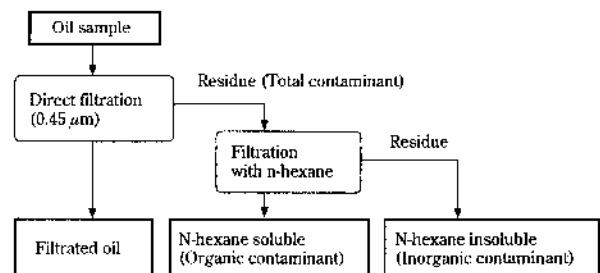 Oil sample
Residue (Total contaminant)
Direct filtration
(0.45 μm)
Filtration
with n-hexane
Residue
Filtrated oil
N-hexane soluble
(Organic contaminant)
N-hexane insoluble
(Inorganic contaminant)